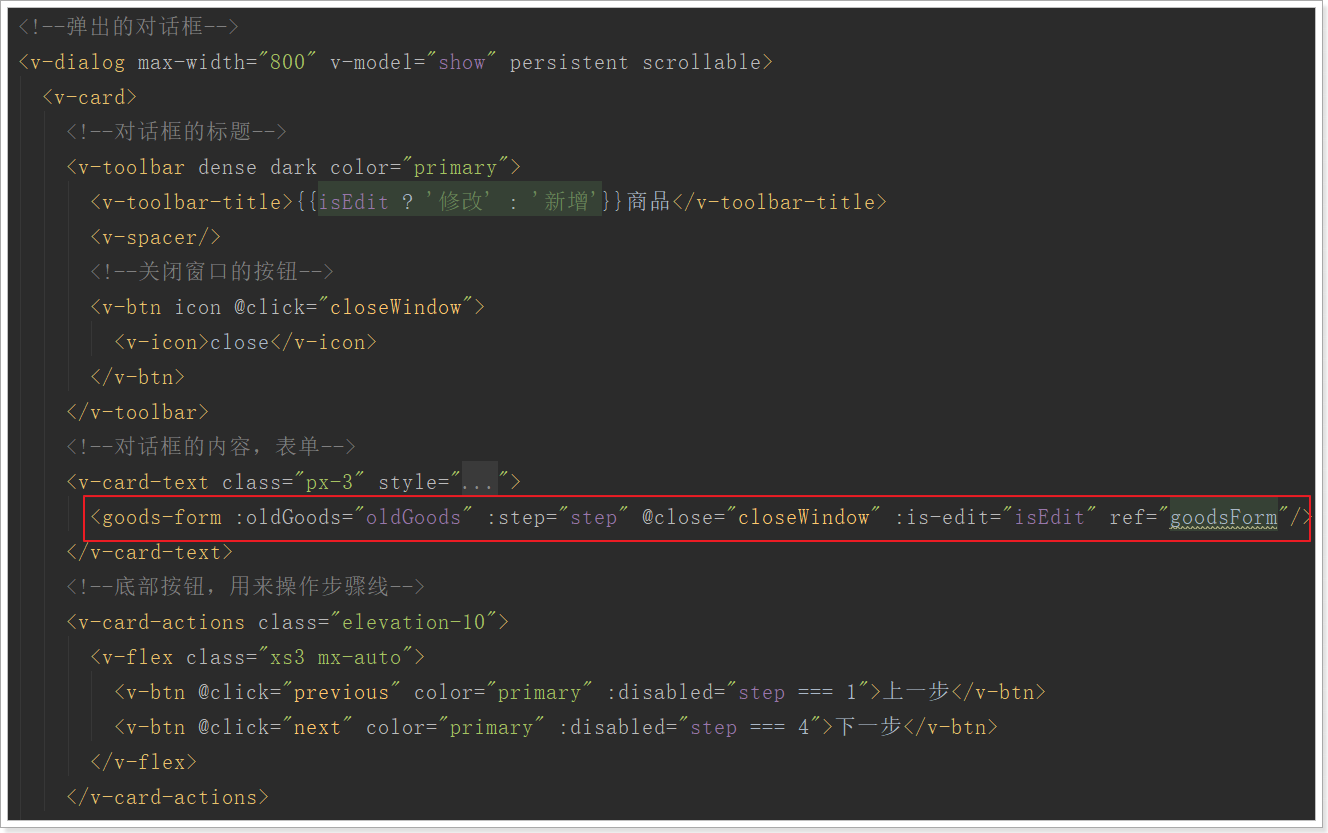 <!--弹出的对话框-->
<v-dialog max-width="800" v-model="show" persistent scrollable>
<v-card>
<!--对话框的标题-->
<v-toolbar dense dark color="primary">
<v-toolbar-title>{{isEdit ? '修改' : '新增'}}商品</v-toolbar-title>
<v-spacer/>
<!--关闭窗口的按钮-->
<v-btn icon @click="closeWindow">
<v-icon>close</v-icon>
</v-btn>
</v-toolbar>
<!--对话框的内容，表单-->
<v-card-text class="px-3" style="...">
<goods-form :oldGoods="oldGoods" :step="step" @close="closeWindow" :is-edit="isEdit" ref="goodsForm"/>
</v-card-text>
<!--底部按钮，用来操作步骤线-->
<v-card-actions class="elevation-10">
<v-flex class="xs3 mx-auto">
<v-btn @click="previous" color="primary" :disabled="step === 1">上一步</v-btn>
<v-btn @click="next" color="primary" :disabled="step === 4">下一步</v-btn>
</v-flex>
</v-card-actions>